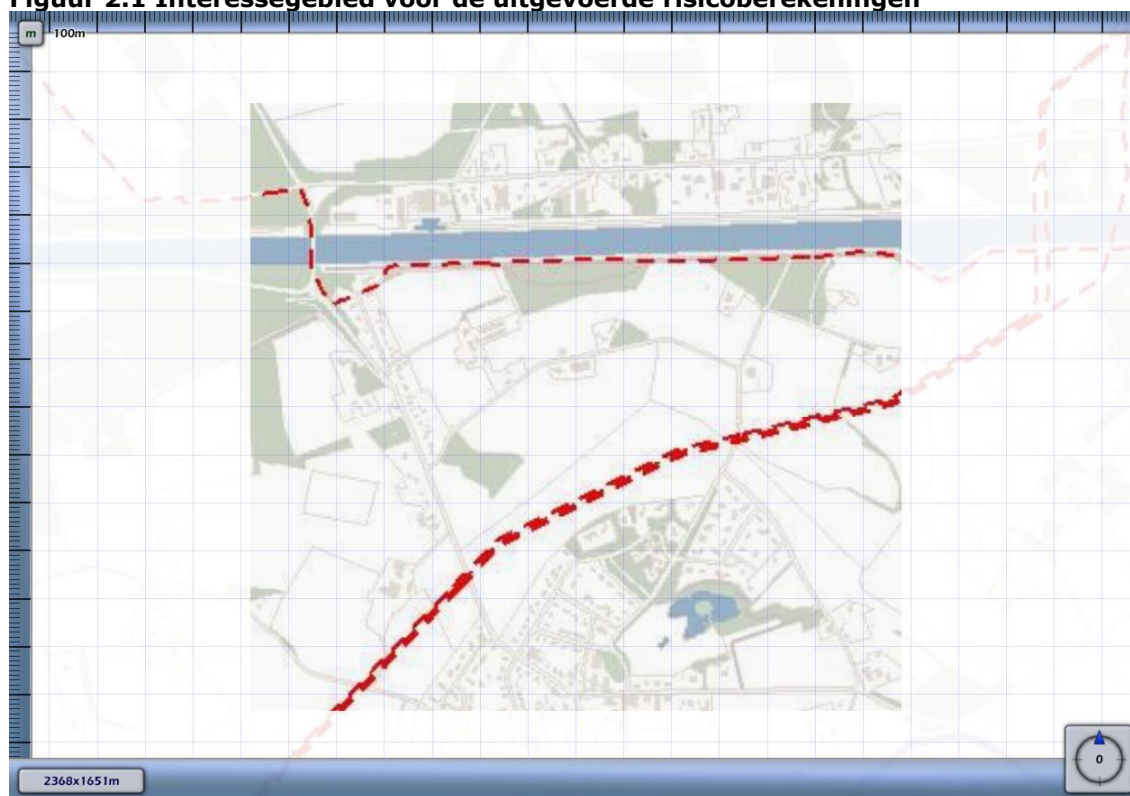 Figuur 2.1 Interessegebied voor de uitgevoerde risicoberekeningen
m 100m
2368x1651m
0